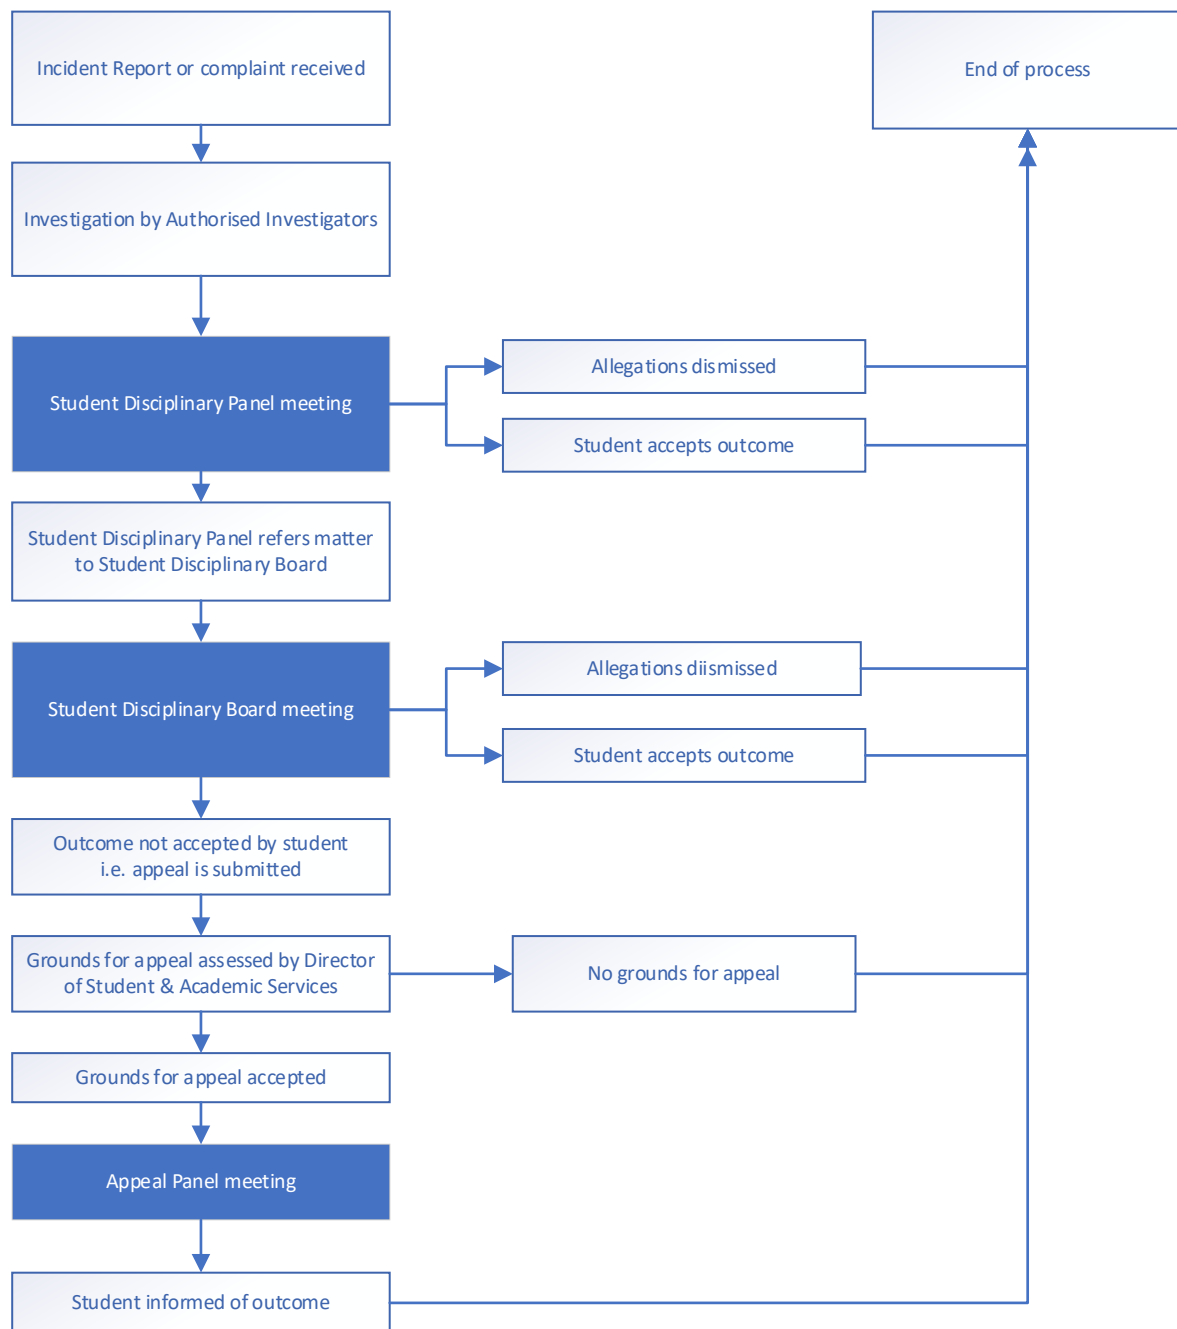 Incident Report or complaint received
End of process
Investigation by Authorised Investigators
Student Disciplinary Panel meeting
Allegations dismissed
Student accepts outcome
Student Disciplinary Panel refers matter
to Student Disciplinary Board
Student Disciplinary Board meeting
Allegations diismissed
Student accepts outcome
Outcome not accepted by student
i.e. appeal is submitted
Grounds for appeal assessed by Director
of Student & Academic Services
No grounds for appeal
Grounds for appeal accepted
Appeal Panel meeting
Student informed of outcome